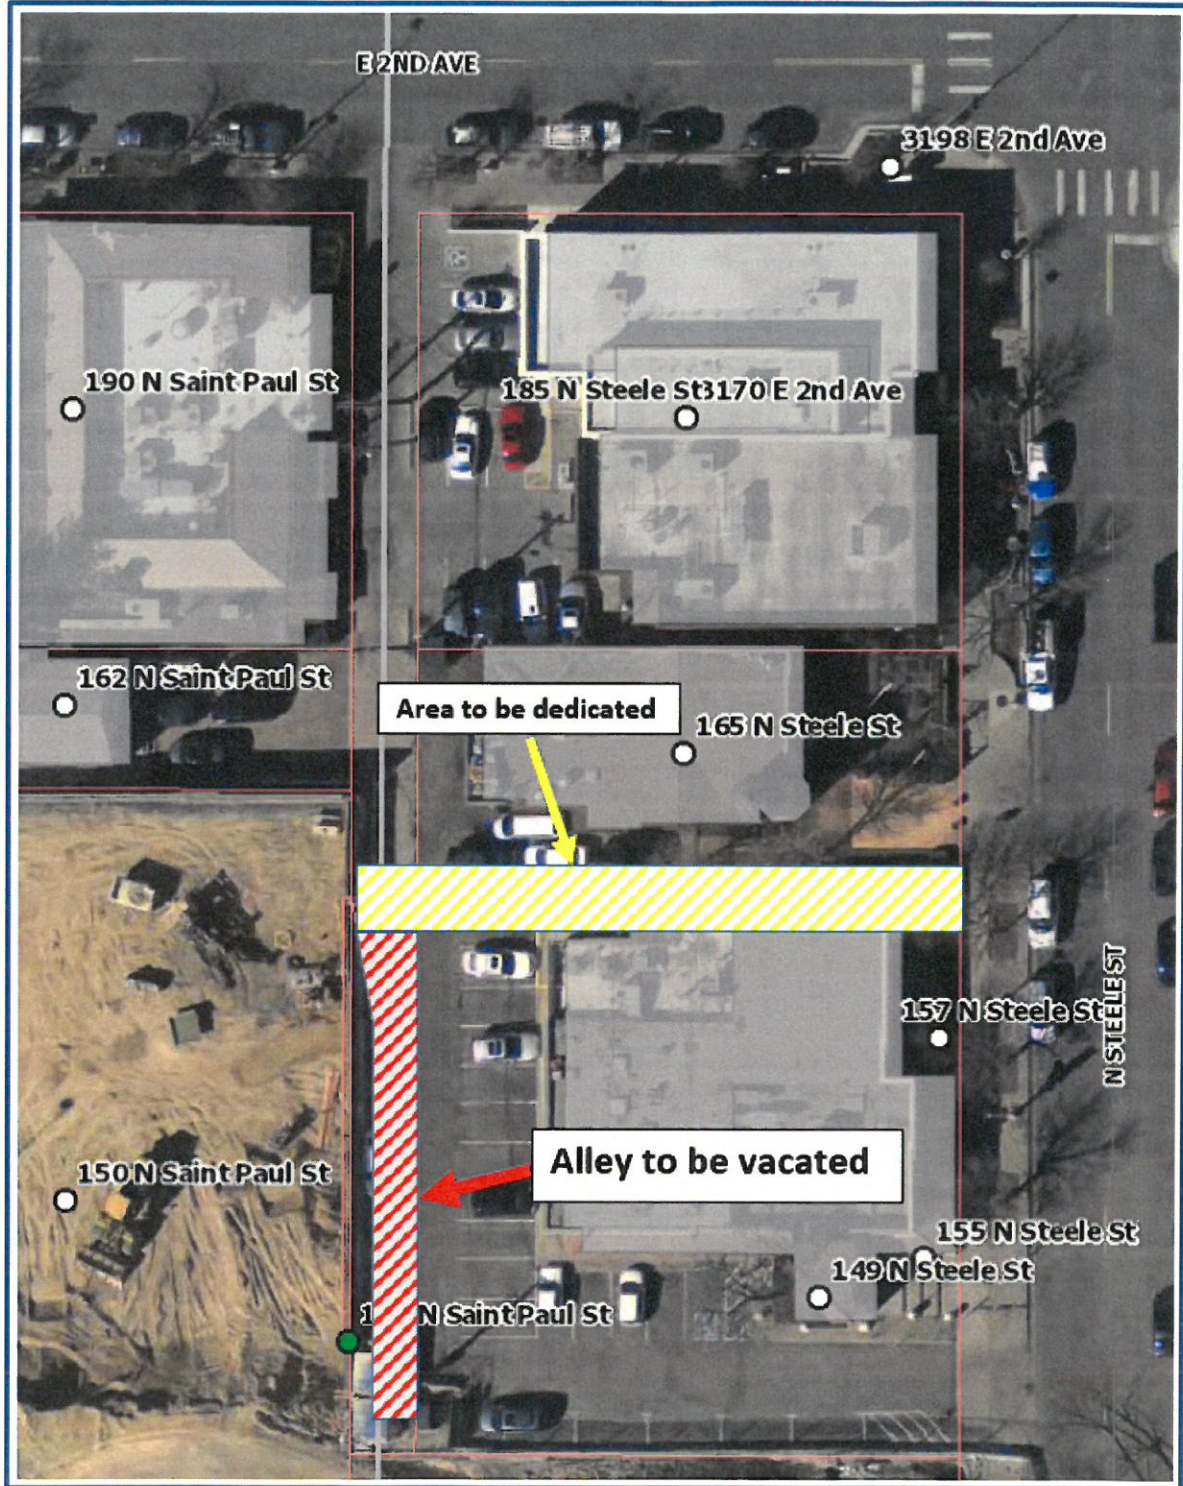 E 2ND AVE
3198 E 2nd Ave
190 N Saint Paul St
185 N Steele St
3170 E 2nd Ave
162 N Saint Paul St
Area to be dedicated
165 N Steele St
157 N Steele St
N STEELE ST
Alley to be vacated
150 N Saint Paul St
155 N Steele St
149 N Steele St
N Saint Paul St